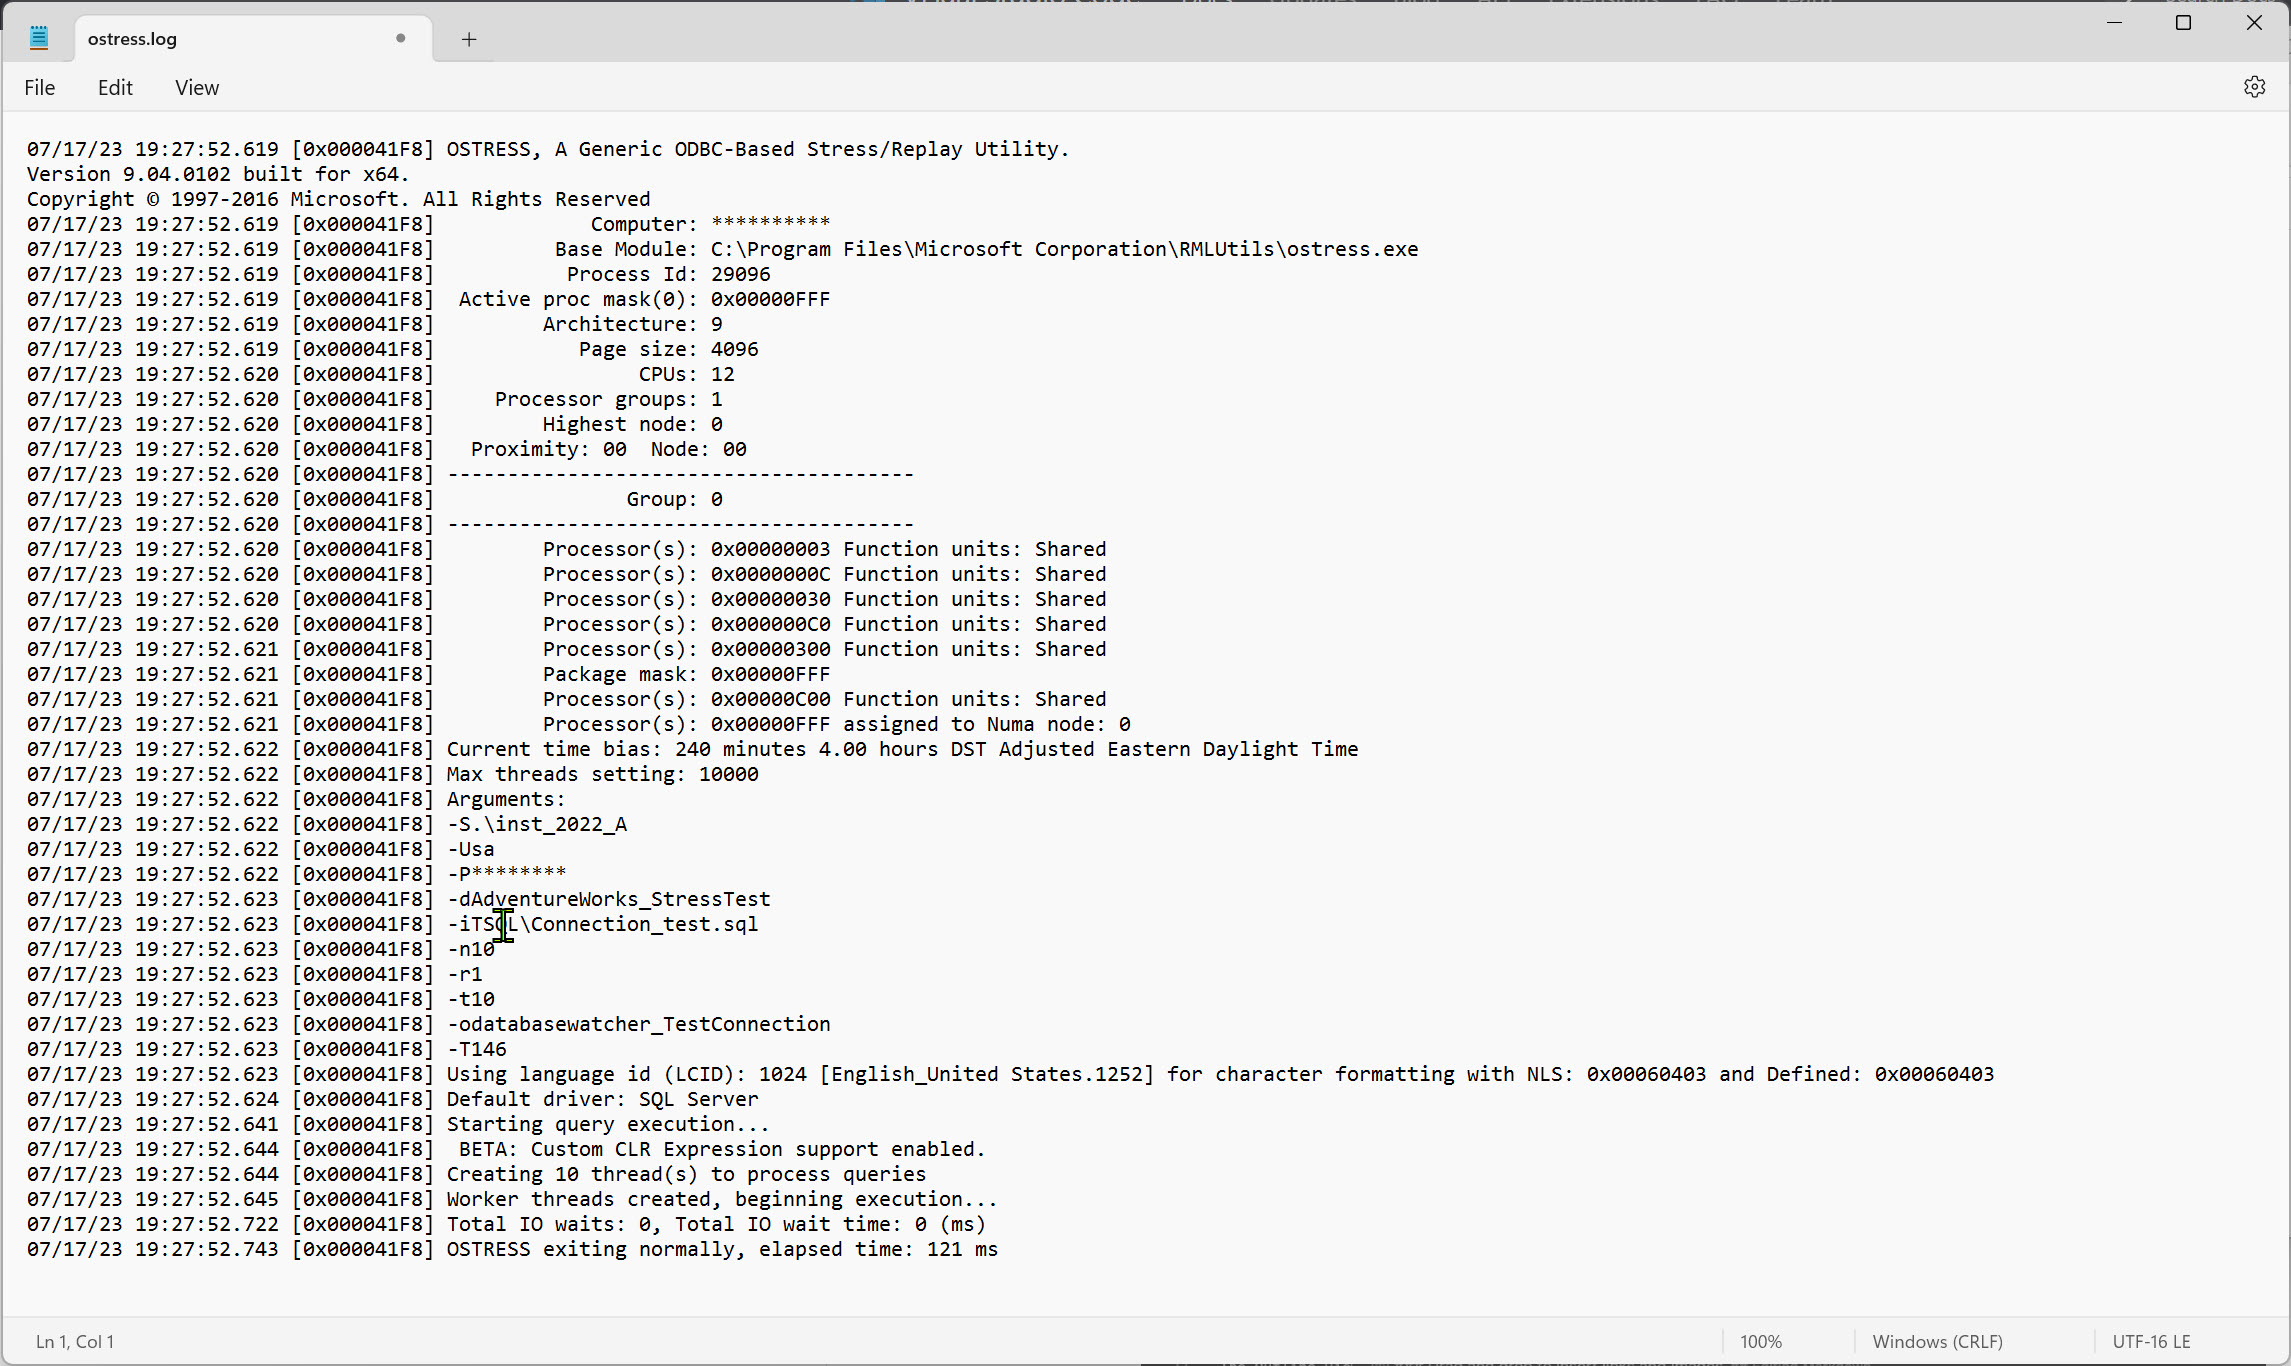 ostress.log
File Edit View
07/17/23 19:27:52.619 [0x000041F8] OSTRESS, A Generic ODBC-Based Stress/Replay Utility.
Version 9.04.0102 built for x64.
Copyright © 1997-2016 Microsoft. All Rights Reserved
07/17/23 19:27:52.619 [0x000041F8] Computer: **********
07/17/23 19:27:52.619 [0x000041F8] Base Module: C:\Program Files\Microsoft Corporation\RMLUtils\ostress.exe
07/17/23 19:27:52.619 [0x000041F8] Process Id: 29096
07/17/23 19:27:52.619 [0x000041F8] Active proc mask(0): 0x00000FFF
07/17/23 19:27:52.619 [0x000041F8] Architecture: 9
07/17/23 19:27:52.619 [0x000041F8] Page size: 4096
07/17/23 19:27:52.620 [0x000041F8] CPUs: 12
07/17/23 19:27:52.620 [0x000041F8] Processor groups: 1
07/17/23 19:27:52.620 [0x000041F8] Highest node: 0
07/17/23 19:27:52.620 [0x000041F8] Proximity: 00 Node: 00
07/17/23 19:27:52.620 [0x000041F8] ---------------------------------------
07/17/23 19:27:52.620 [0x000041F8] Group: 0
07/17/23 19:27:52.620 [0x000041F8] ---------------------------------------
07/17/23 19:27:52.620 [0x000041F8] Processor(s): 0x00000003 Function units: Shared
07/17/23 19:27:52.620 [0x000041F8] Processor(s): 0x0000000C Function units: Shared
07/17/23 19:27:52.620 [0x000041F8] Processor(s): 0x00000030 Function units: Shared
07/17/23 19:27:52.620 [0x000041F8] Processor(s): 0x000000C0 Function units: Shared
07/17/23 19:27:52.621 [0x000041F8] Processor(s): 0x00000300 Function units: Shared
07/17/23 19:27:52.621 [0x000041F8] Package mask: 0x00000FFF
07/17/23 19:27:52.621 [0x000041F8] Processor(s): 0x00000C00 Function units: Shared
07/17/23 19:27:52.621 [0x000041F8] Processor(s): 0x00000FFF assigned to Numa node: 0
07/17/23 19:27:52.622 [0x000041F8] Current time bias: 240 minutes 4.00 hours DST Adjusted Eastern Daylight Time
07/17/23 19:27:52.622 [0x000041F8] Max threads setting: 10000
07/17/23 19:27:52.622 [0x000041F8] Arguments:
07/17/23 19:27:52.622 [0x000041F8] -S.\inst_2022_A
07/17/23 19:27:52.622 [0x000041F8] -Usa
07/17/23 19:27:52.622 [0x000041F8] -P********
07/17/23 19:27:52.623 [0x000041F8] -dAdventureWorks_StressTest
07/17/23 19:27:52.623 [0x000041F8] -iTSQL\Connection_test.sql
07/17/23 19:27:52.623 [0x000041F8] -n10
07/17/23 19:27:52.623 [0x000041F8] -r1
07/17/23 19:27:52.623 [0x000041F8] -t10
07/17/23 19:27:52.623 [0x000041F8] -odatabasewatcher_TestConnection
07/17/23 19:27:52.623 [0x000041F8] -T146
07/17/23 19:27:52.623 [0x000041F8] Using language id (LCID): 1024 [English_United States.1252] for character formatting with NLS: 0x00060403 and Defined: 0x00060403
07/17/23 19:27:52.624 [0x000041F8] Default driver: SQL Server
07/17/23 19:27:52.641 [0x000041F8] Starting query execution...
07/17/23 19:27:52.644 [0x000041F8] BETA: Custom CLR Expression support enabled.
07/17/23 19:27:52.644 [0x000041F8] Creating 10 thread(s) to process queries
07/17/23 19:27:52.645 [0x000041F8] Worker threads created, beginning execution...
07/17/23 19:27:52.722 [0x000041F8] Total IO waits: 0, Total IO wait time: 0 (ms)
07/17/23 19:27:52.743 [0x000041F8] OSTRESS exiting normally, elapsed time: 121 ms
Ln 1, Col 1 100% Windows (CRLF) UTF-16 LE